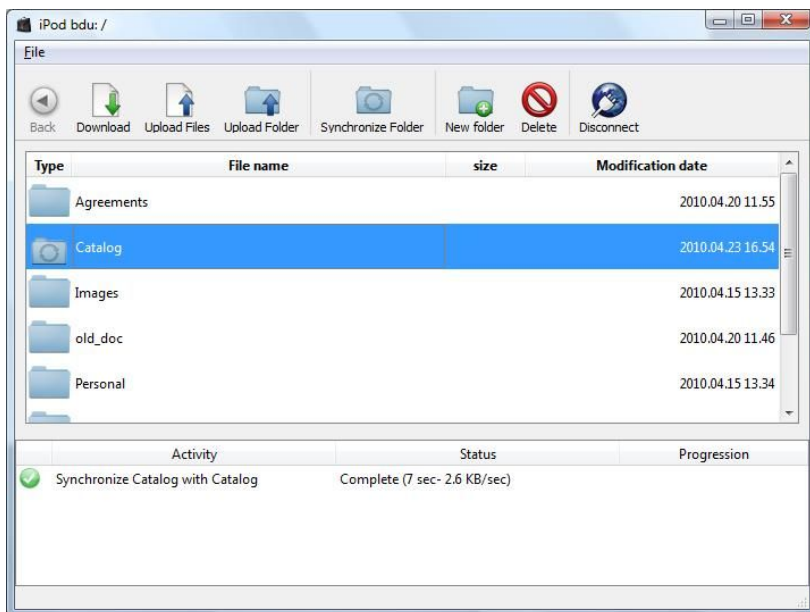 iPod bdu: /
File
Back Download Upload Files Upload Folder Synchronize Folder New folder Delete Disconnect
Type File name size Modification date
Agreements 2010.04.20 11.55
Catalog 2010.04.23 16.54
Images 2010.04.15 13.33
old_doc 2010.04.20 11.46
Personal 2010.04.15 13.34
Activity Status Progression
Synchronize Catalog with Catalog Complete (7 sec- 2.6 KB/sec)